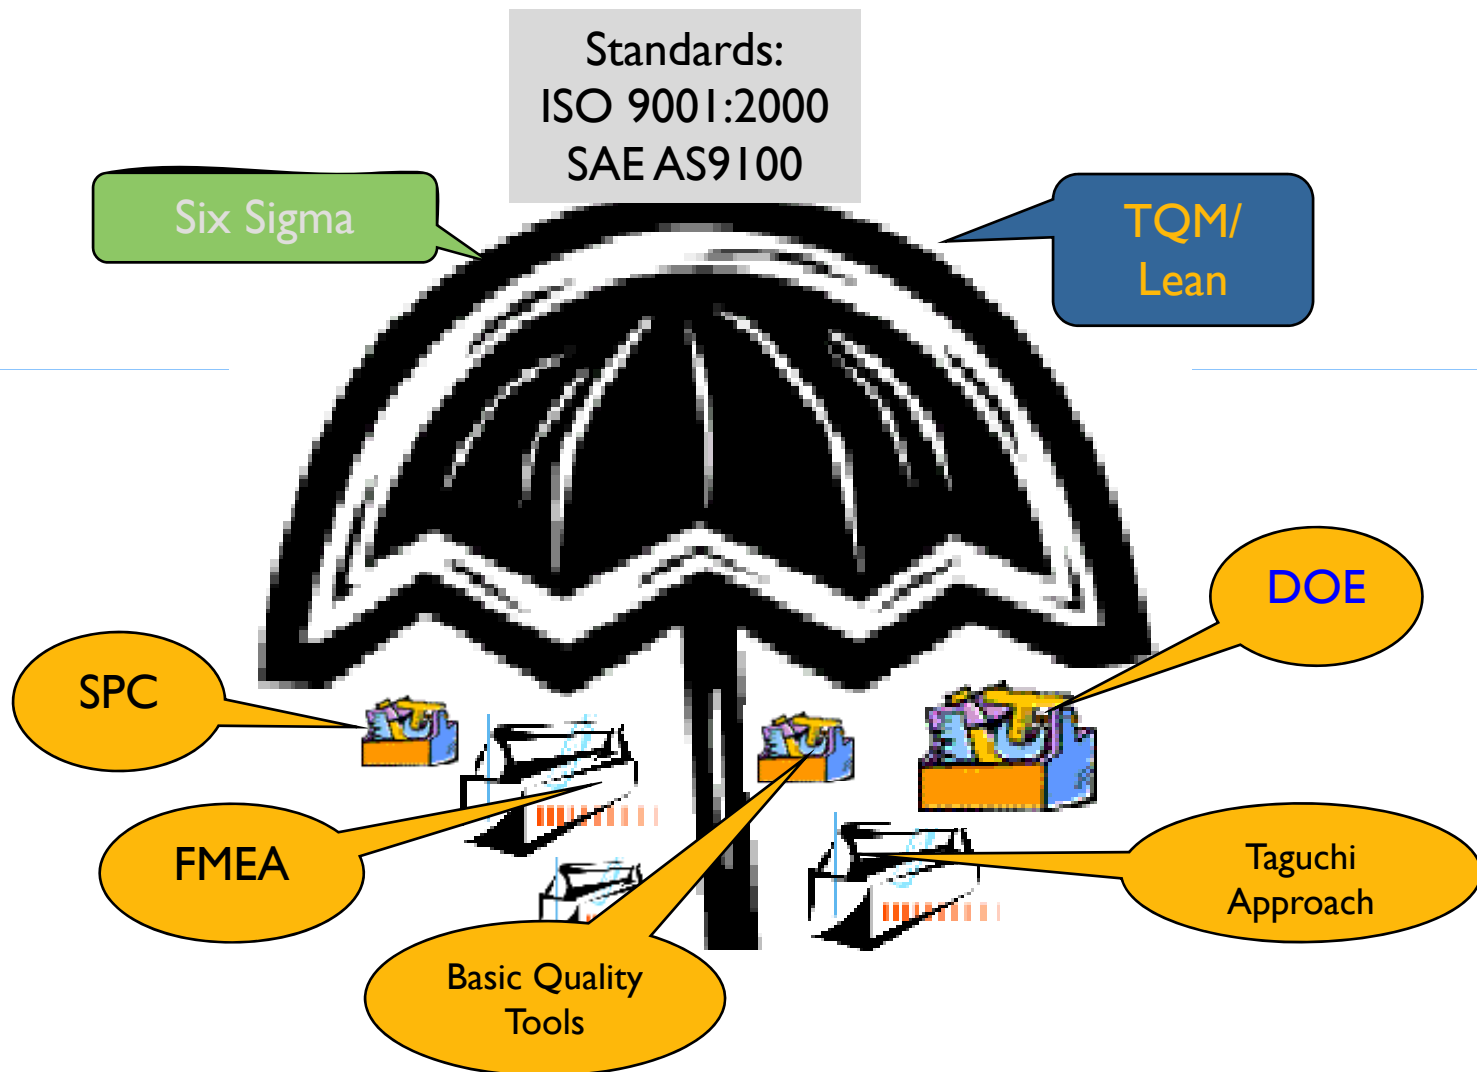 Standards:
ISO 9001:2000
SAE AS9100
Six Sigma
TQM/
Lean
DOE
SPC
FMEA
Taguchi
Approach
Basic Quality
Tools